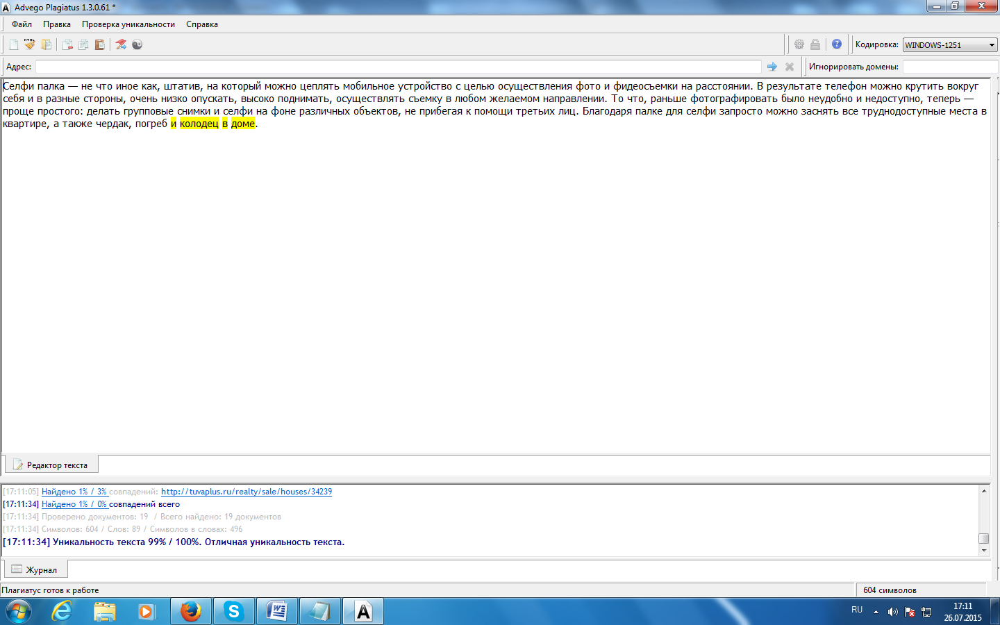 Advego Plagiatus 1.3.0.61 *
Файл Правка Проверка уникальности Справка
HTML
Кодировка: WINDOWS-1251
Адрес: Игнорировать домены:
Селфи палка — не что иное как, штатив, на который можно цеплять мобильное устройство с целью осуществления фото и фидеосъемки на расстоянии. В результате телефон можно крутить вокруг
себя и в разные стороны, очень низко опускать, высоко поднимать, осуществлять съемку в любом желаемом направлении. То что, раньше фотографировать было неудобно и недоступно, теперь —
проще простого: делать групповые снимки и селфи на фоне различных объектов, не прибегая к помощи третьих лиц. Благодаря палке для селфи запросто можно заснять все труднодоступные места в
квартире, а также чердак, погреб и колодец в доме.
Редактор текста
[17:11:05] Найдено 1% / 3% совпадений: http://tuvaplus.ru/realty/sale/houses/34239
[17:11:34] Найдено 1% / 0% совпадений всего
[17:11:34] Проверено документов: 19 / Всего найдено: 19 документов
[17:11:34] Символов: 604 / Слов: 89 / Символов в словах: 496
[17:11:34] Уникальность текста 99% / 100%. Отличная уникальность текста.
Журнал
Плагиатус готов к работе 604 символов
RU 17:11
26.07.2015